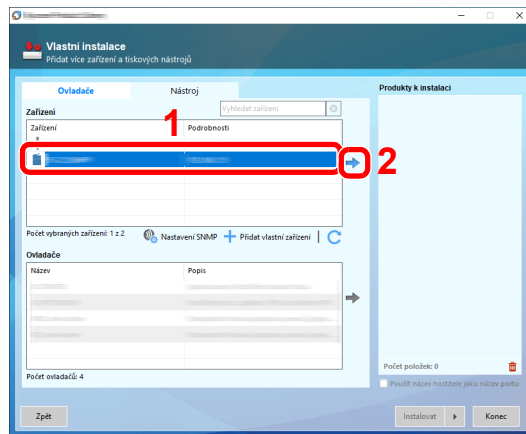 Vlastní instalace
Přidat více zařízení a tiskových nástrojů
Ovladače
Nástroj
Produkty k instalaci
Zařízení
Vyhledat zařízení
1
Zařízení
Podrobnosti
2
Počet vybraných zařízení: 1 z 2
Nastavení SNMP
Přidat vlastní zařízení
Ovladače
Název
Popis
Počet položek: 0
Počet ovladačů: 4
Použít název hostitele jako název portu
Zpět
Instalovat
Konec